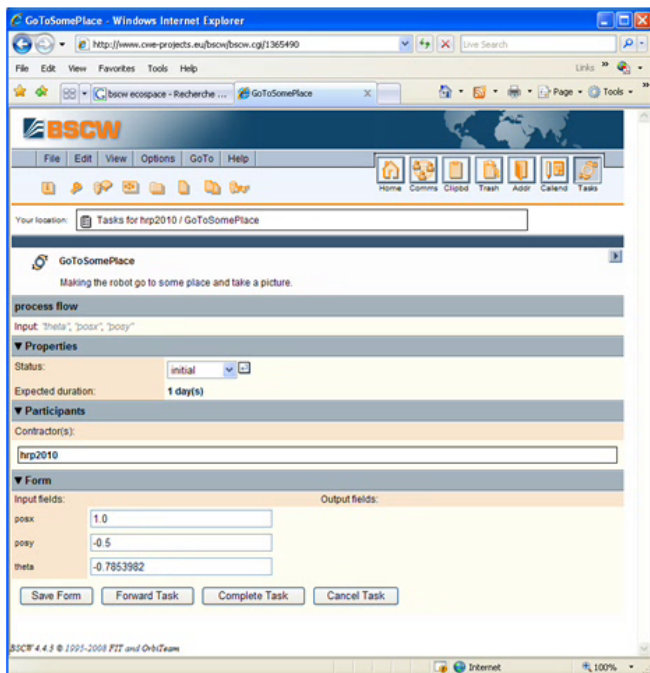 GoToSomePlace - Windows Internet Explorer
http://www.cwe-projects.eu/bscw/bscw.cgi/1365490
Live Search
File Edit View Favorites Tools Help
Links »
bscw ecospace - Recherche ...
GoToSomePlace
Page
Tools
BSCW
File Edit View Options GoTo Help
Home Comms Clipbd Trash Addr Calend Tasks
Your location:
Tasks for hrp2010 / GoToSomePlace
GoToSomePlace
Making the robot go to some place and take a picture.
process flow
Input: "theta", "posx", "posy"
▼ Properties
Status: initial
Expected duration: 1 day(s)
▼ Participants
Contractor(s):
hrp2010
▼ Form
Input fields: Output fields:
posx 1.0
posy -0.5
theta -0.7853982
Save Form Forward Task Complete Task Cancel Task
BSCW 4.4.5 © 1995-2008 FIT and OrbiTeam
Internet 100%